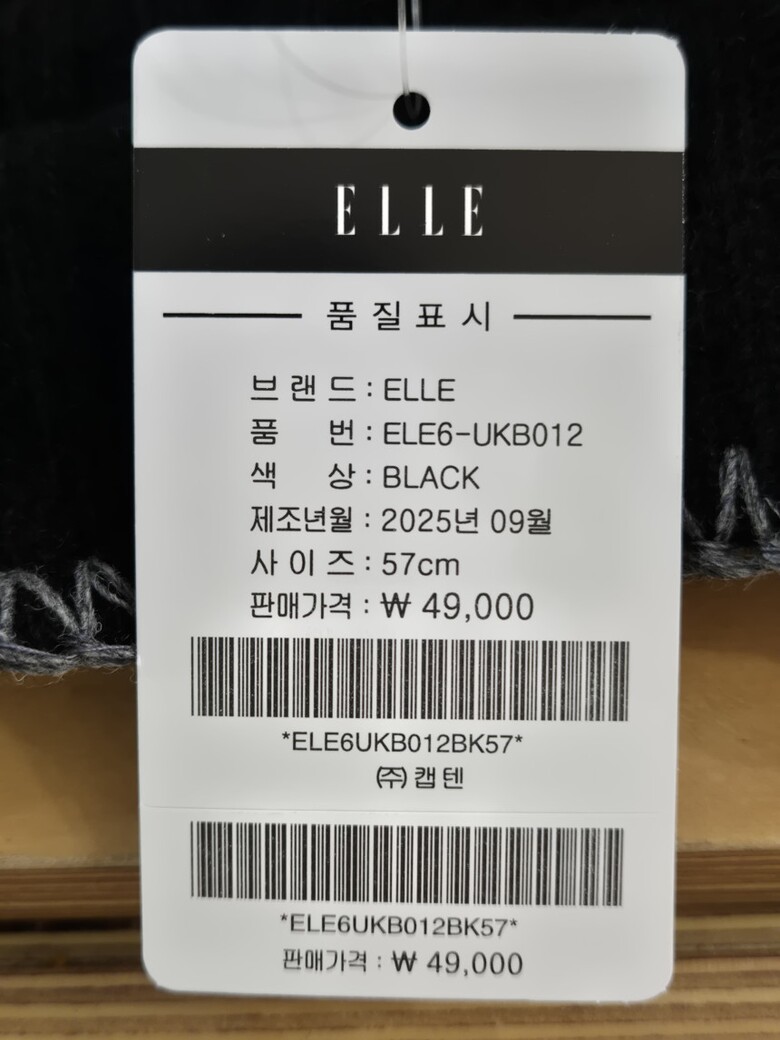 ELLE
품질표시
브랜드 : ELLE
품 번 : ELE6-UKB012
색 상 : BLACK
제조년월 : 2025년 09월
사이즈 : 57cm
판매가격 : ₩ 49,000
*ELE6UKB012BK57*
㈜캡텐
*ELE6UKB012BK57*
판매가격 : ₩ 49,000